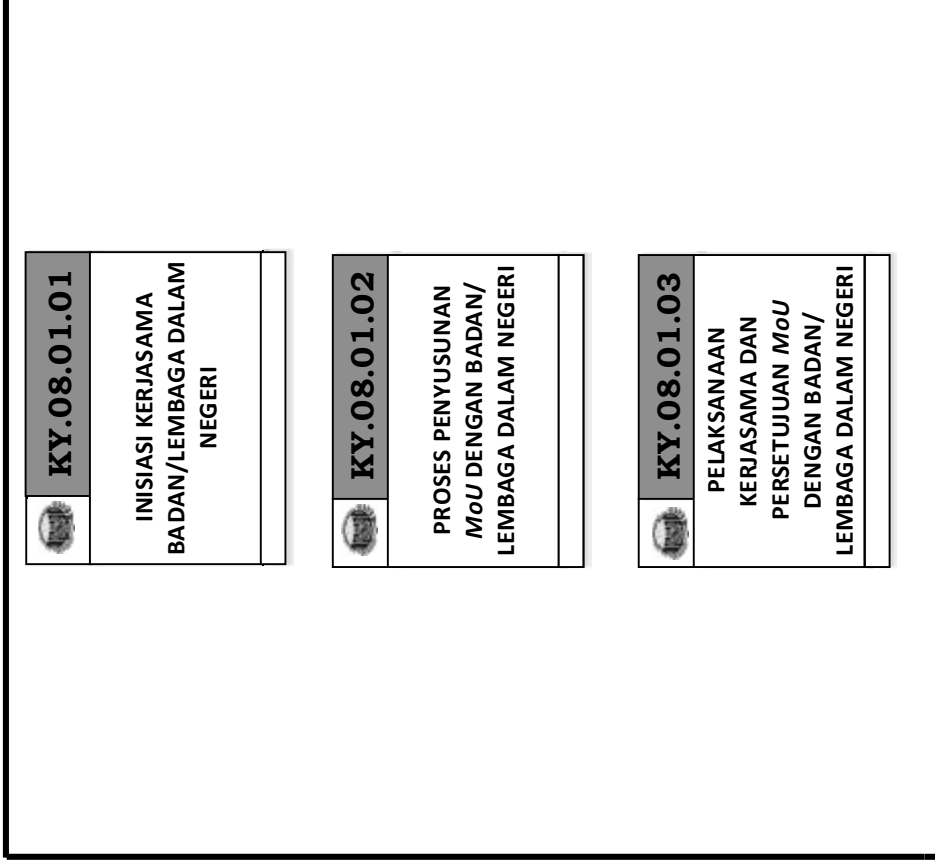 KY.08.01.01
INISIASI KERJASAMA
BADAN/LEMBAGA DALAM
NEGERI
KY.08.01.02
PROSES PENYUSUNAN
MoU DENGAN BADAN/
LEMBAGA DALAM NEGERI
KY.08.01.03
PELAKSANAAN
KERJASAMA DAN
PERSETUJUAN MoU
DENGAN BADAN/
LEMBAGA DALAM NEGERI